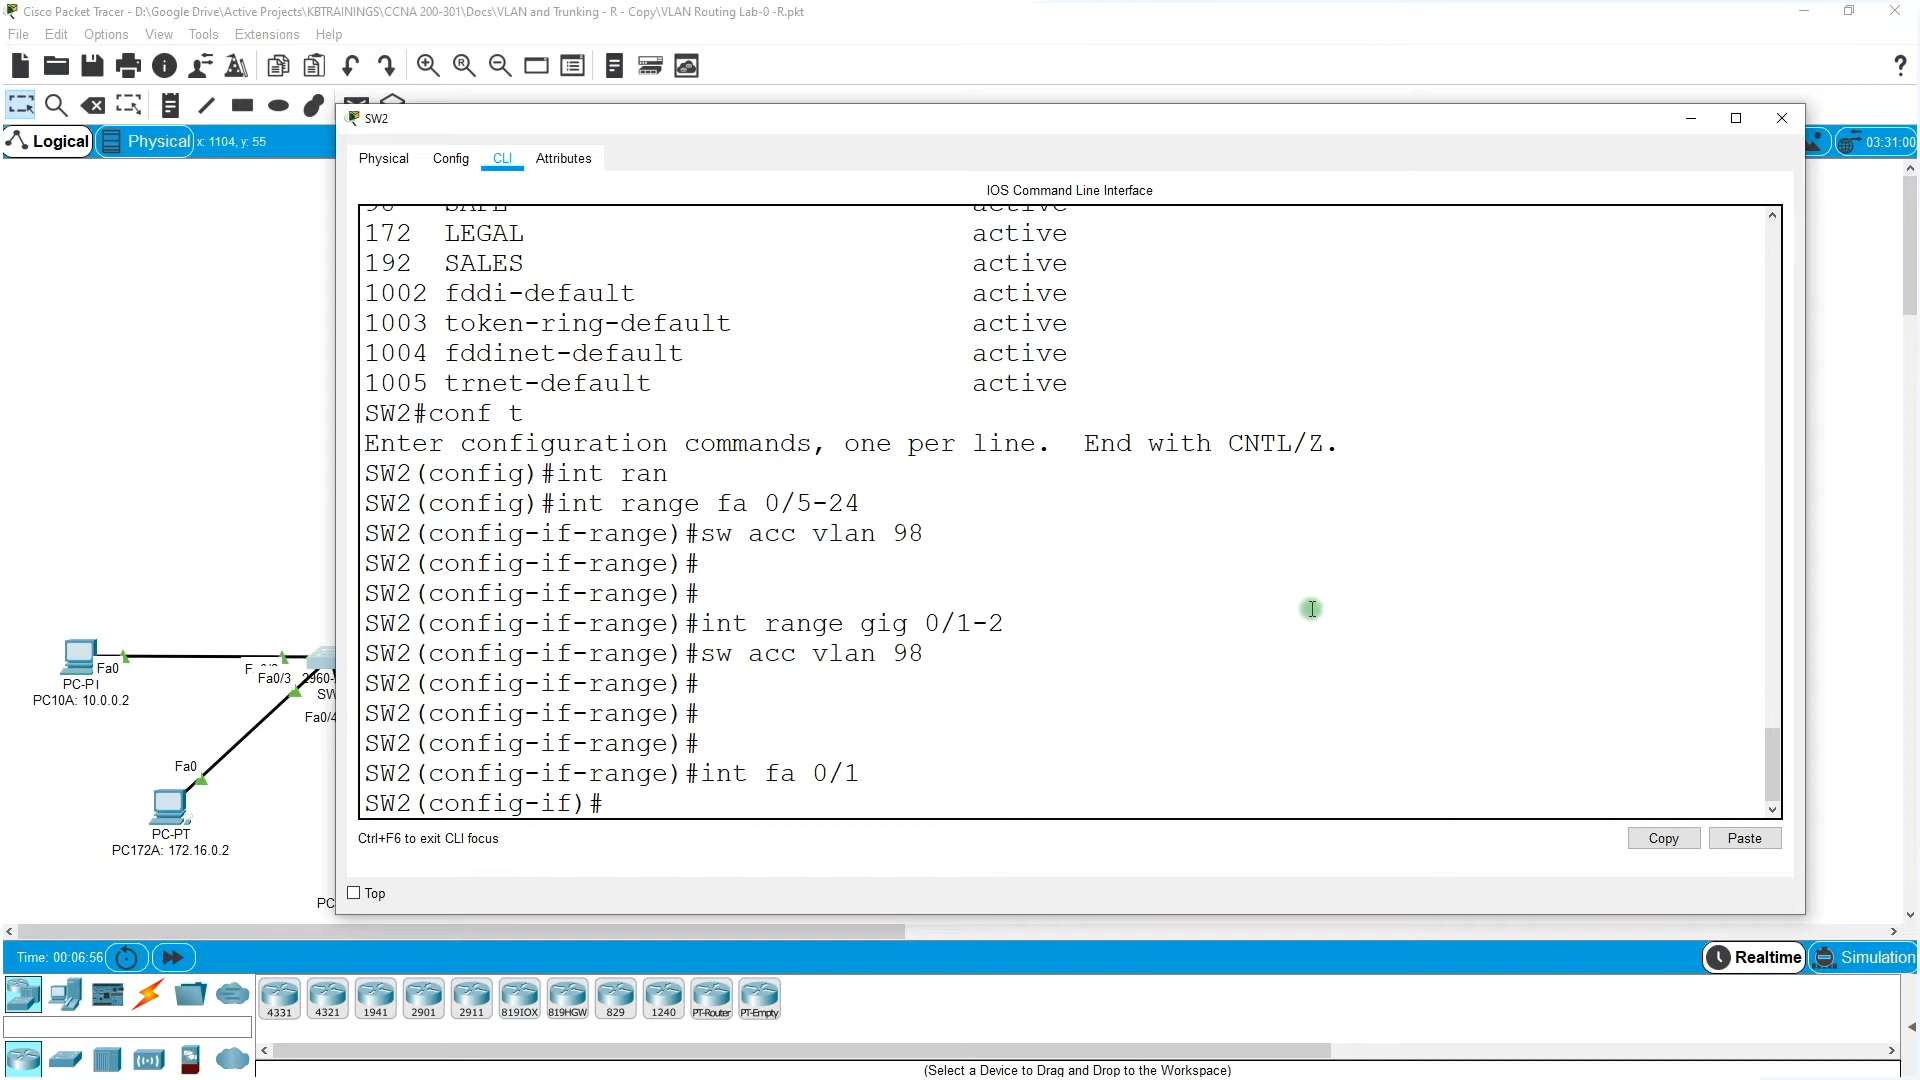 Cisco Packet Tracer - D:\Google Drive\Active Projects\KBTRAININGS\CCNA 200-301\Docs\VLAN and Trunking - R - Copy\VLAN Routing Lab-0 -R.pkt
File Edit Options View Tools Extensions Help
Logical Physical x: 1104, y: 55
03:31:00
SW2
Physical Config CLI Attributes
IOS Command Line Interface
172 LEGAL active
192 SALES active
1002 fddi-default active
1003 token-ring-default active
1004 fddinet-default active
1005 trnet-default active
SW2#conf t
Enter configuration commands, one per line. End with CNTL/Z.
SW2(config)#int ran
SW2(config)#int range fa 0/5-24
SW2(config-if-range)#sw acc vlan 98
SW2(config-if-range)#
SW2(config-if-range)#
SW2(config-if-range)#int range gig 0/1-2
SW2(config-if-range)#sw acc vlan 98
SW2(config-if-range)#
SW2(config-if-range)#
SW2(config-if-range)#
SW2(config-if-range)#int fa 0/1
SW2(config-if)#
Ctrl+F6 to exit CLI focus
Copy Paste
Top
Fa0
Fa0/3
PC-PT
PC10A: 10.0.0.2
SW
Fa0/4
Fa0
PC-PT
PC172A: 172.16.0.2
PC
Time: 00:06:56
Realtime Simulation
4331 4321 1941 2901 2911 819IOX 819HGW 829 1240 PT-Router PT-Empty
(Select a Device to Drag and Drop to the Workspace)